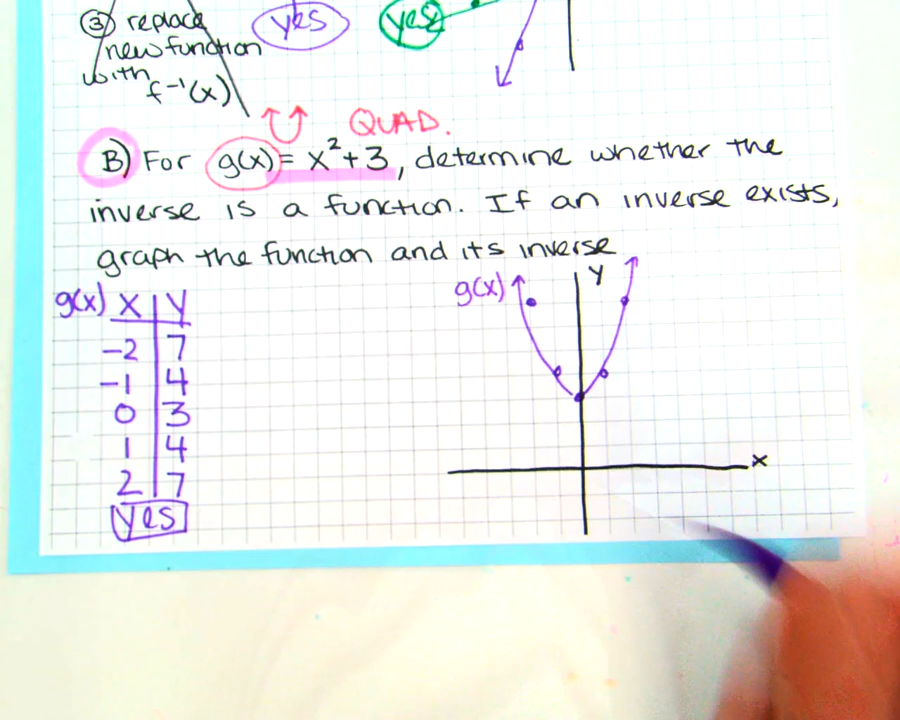 ③ replace
new function
with f⁻¹(x)
yes
yes
QUAD.
B) For g(x) = x² + 3, determine whether the
inverse is a function. If an inverse exists,
graph the function and its inverse
g(x) X | Y
-2 | 7
-1 | 4
0 | 3
1 | 4
2 | 7
yes
g(x)
Y
x